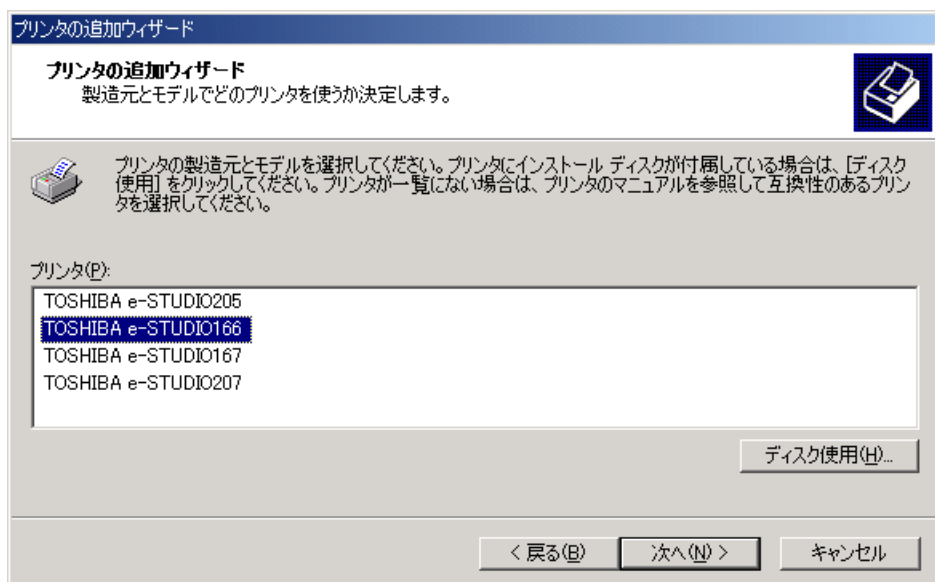 プリンタの追加ウィザード
プリンタの追加ウィザード
製造元とモデルでどのプリンタを使うか決定します。
プリンタの製造元とモデルを選択してください。プリンタにインストール ディスクが付属している場合は、[ディスク
使用] をクリックしてください。プリンタが一覧にない場合は、プリンタのマニュアルを参照して互換性のあるプリン
タを選択してください。
プリンタ(P):
TOSHIBA e-STUDIO205
TOSHIBA e-STUDIO166
TOSHIBA e-STUDIO167
TOSHIBA e-STUDIO207
ディスク使用(H)...
< 戻る(B) 次へ(N) > キャンセル